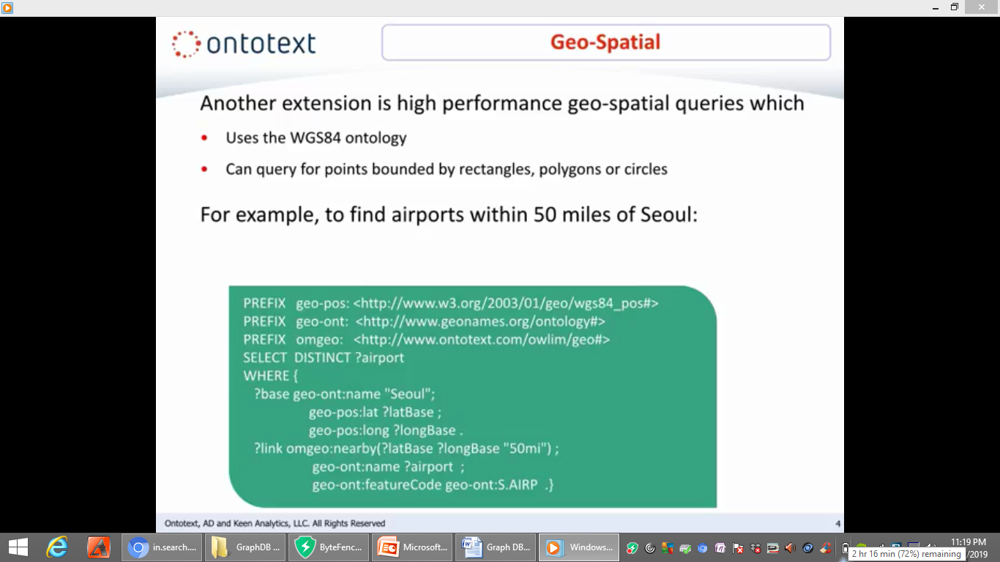 ontotext
Geo-Spatial
Another extension is high performance geo-spatial queries which
• Uses the WGS84 ontology
• Can query for points bounded by rectangles, polygons or circles
For example, to find airports within 50 miles of Seoul:
PREFIX geo-pos: <http://www.w3.org/2003/01/geo/wgs84_pos#>
PREFIX geo-ont: <http://www.geonames.org/ontology#>
PREFIX omgeo: <http://www.ontotext.com/owlim/geo#>
SELECT DISTINCT ?airport
WHERE {
?base geo-ont:name "Seoul";
geo-pos:lat ?latBase ;
geo-pos:long ?longBase .
?link omgeo:nearby(?latBase ?longBase "50mi") ;
geo-ont:name ?airport ;
geo-ont:featureCode geo-ont:S.AIRP .}
Ontotext, AD and Keen Analytics, LLC. All Rights Reserved
4
in.search....
GraphDB ...
ByteFenc...
Microsoft...
Graph DB...
Windows...
11:19 PM
/2019
2 hr 16 min (72%) remaining